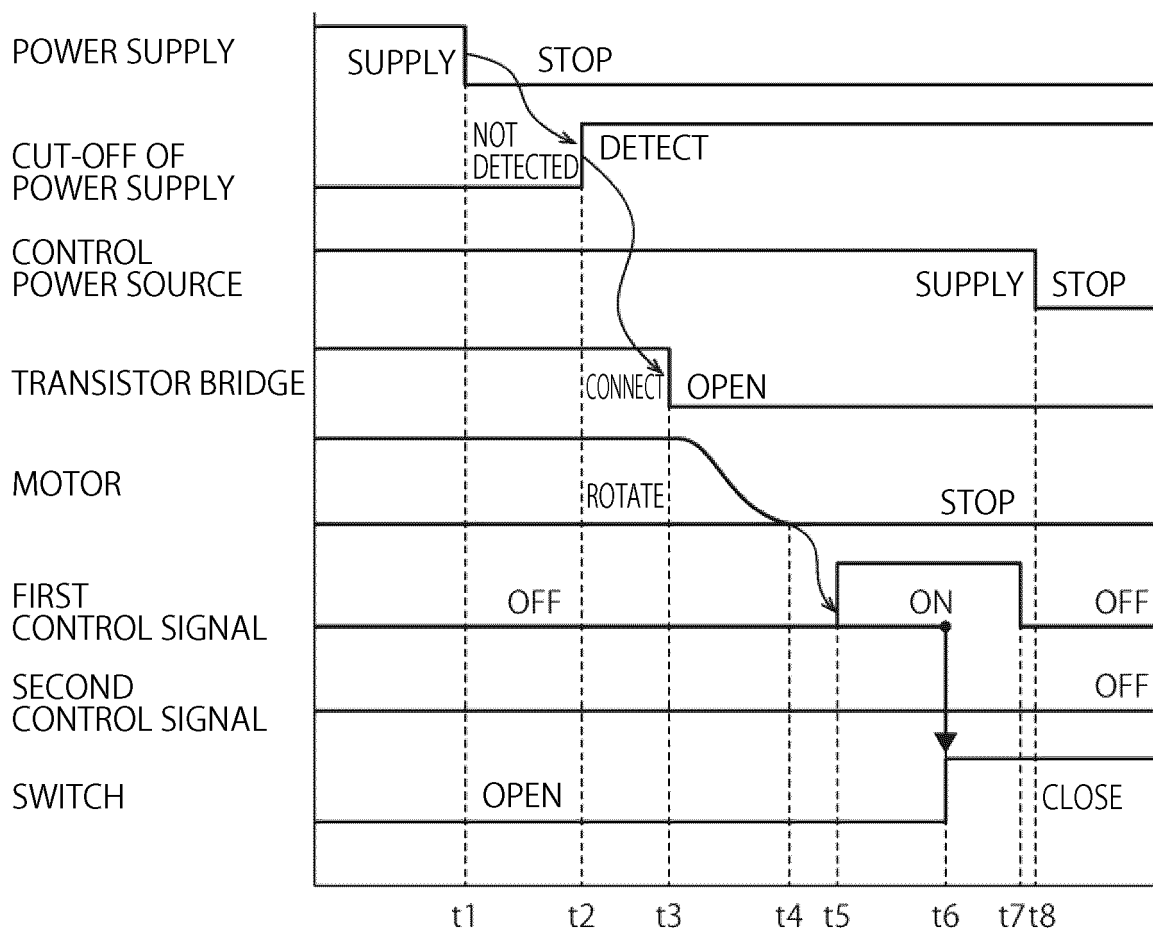 POWER SUPPLY
SUPPLY
STOP
CUT-OFF OF
POWER SUPPLY
NOT
DETECTED
DETECT
CONTROL
POWER SOURCE
SUPPLY
STOP
TRANSISTOR BRIDGE
CONNECT
OPEN
MOTOR
ROTATE
STOP
FIRST
CONTROL SIGNAL
OFF
ON
OFF
SECOND
CONTROL SIGNAL
OFF
SWITCH
OPEN
CLOSE
t1 t2 t3 t4 t5 t6 t7 t8